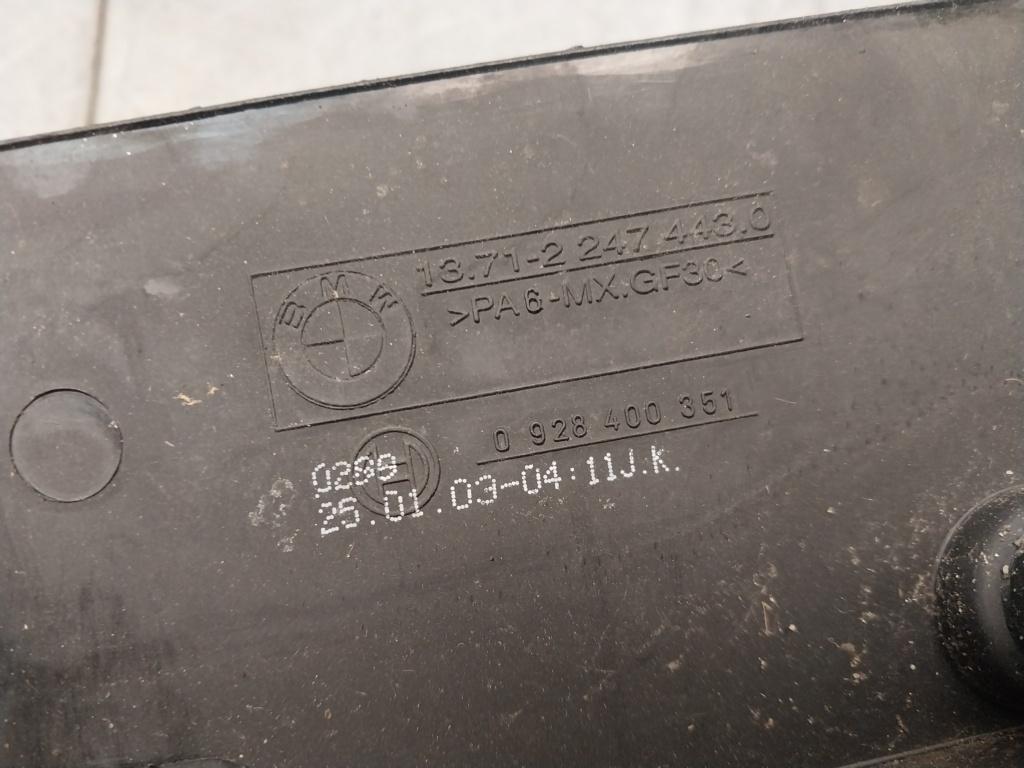 BMW
13.71-2 247 443.0
>PA6-MX.GF30<
0 928 400 351
25.01.03-04:11J.K.